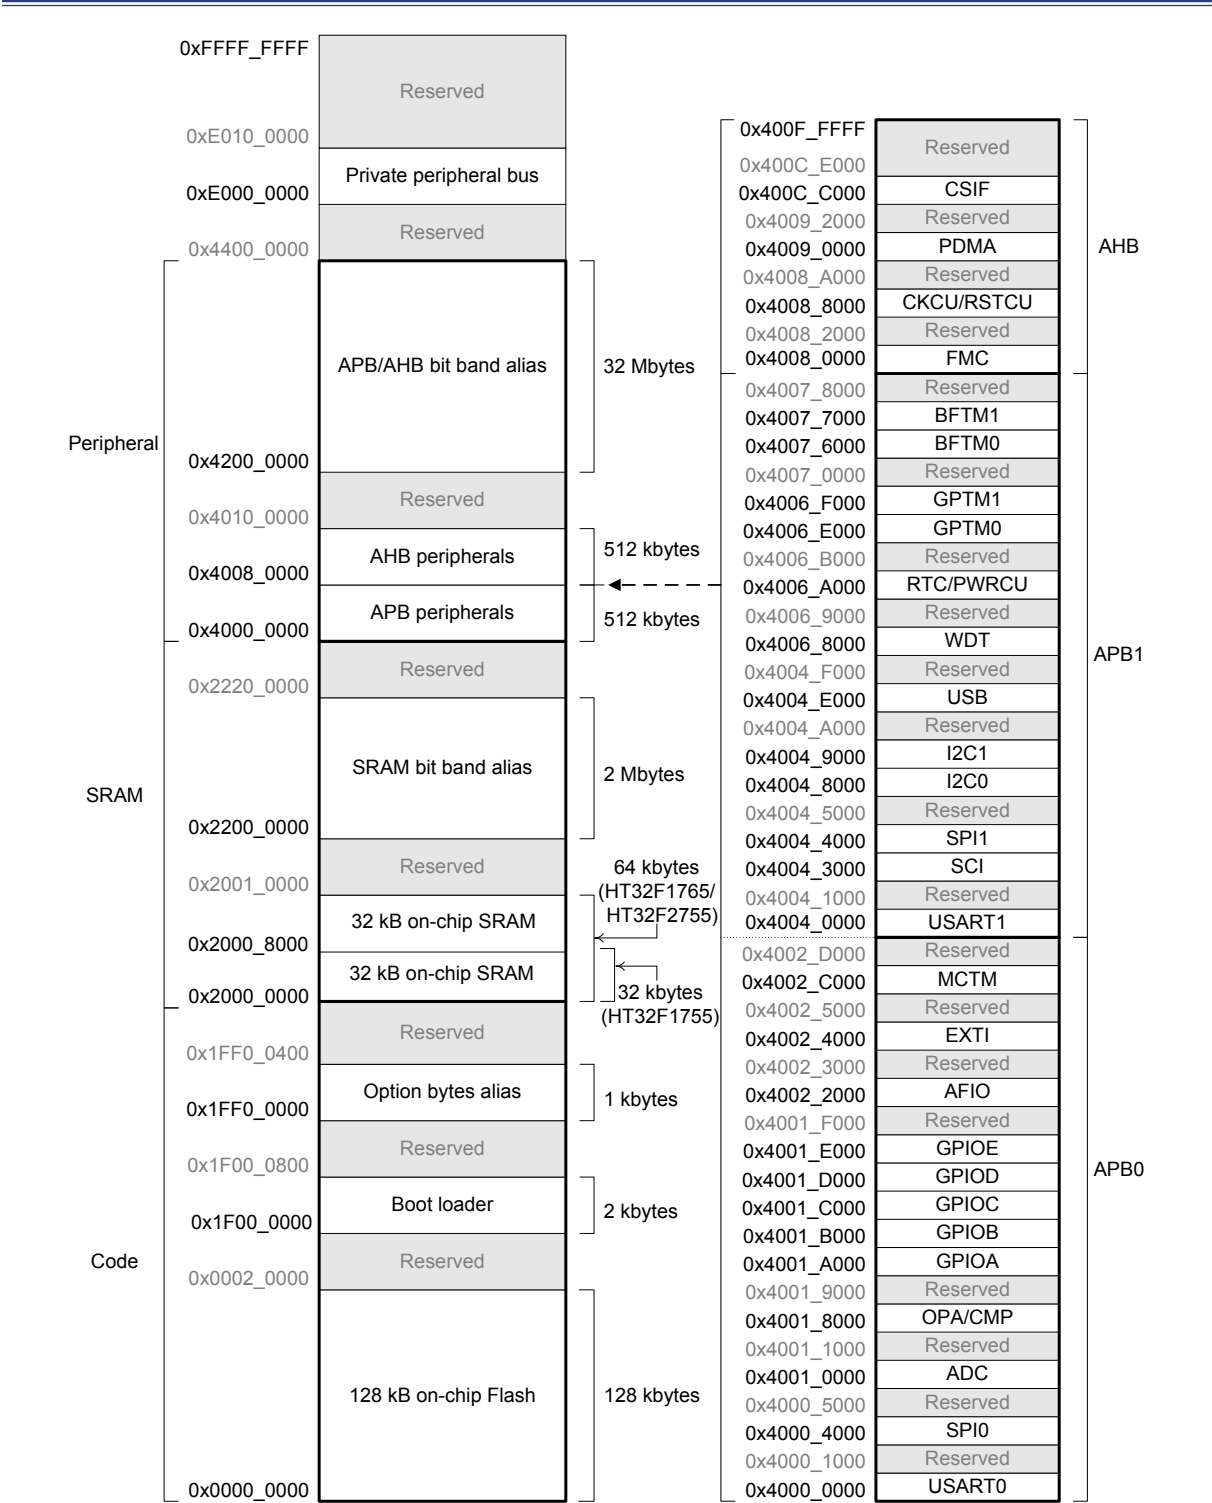 0xFFFF_FFFF
Reserved
0xE010_0000
Private peripheral bus
0xE000_0000
Reserved
0x4400_0000
APB/AHB bit band alias
32 Mbytes
Peripheral
0x4200_0000
Reserved
0x4010_0000
AHB peripherals
512 kbytes
0x4008_0000
APB peripherals
512 kbytes
0x4000_0000
Reserved
0x2220_0000
SRAM bit band alias
2 Mbytes
SRAM
0x2200_0000
Reserved
0x2001_0000
64 kbytes
(HT32F1765/
HT32F2755)
32 kB on-chip SRAM
0x2000_8000
32 kB on-chip SRAM
0x2000_0000
32 kbytes
(HT32F1755)
Reserved
0x1FF0_0400
Option bytes alias
1 kbytes
0x1FF0_0000
Reserved
0x1F00_0800
Boot loader
2 kbytes
0x1F00_0000
Code
Reserved
0x0002_0000
128 kB on-chip Flash
128 kbytes
0x0000_0000
0x400F_FFFF
Reserved
0x400C_E000
0x400C_C000 CSIF
0x4009_2000 Reserved
0x4009_0000 PDMA
AHB
0x4008_A000 Reserved
0x4008_8000 CKCU/RSTCU
0x4008_2000 Reserved
0x4008_0000 FMC
0x4007_8000 Reserved
0x4007_7000 BFTM1
0x4007_6000 BFTM0
0x4007_0000 Reserved
0x4006_F000 GPTM1
0x4006_E000 GPTM0
0x4006_B000 Reserved
0x4006_A000 RTC/PWRCU
0x4006_9000 Reserved
0x4006_8000 WDT
APB1
0x4004_F000 Reserved
0x4004_E000 USB
0x4004_A000 Reserved
0x4004_9000 I2C1
0x4004_8000 I2C0
0x4004_5000 Reserved
0x4004_4000 SPI1
0x4004_3000 SCI
0x4004_1000 Reserved
0x4004_0000 USART1
0x4002_D000 Reserved
0x4002_C000 MCTM
0x4002_5000 Reserved
0x4002_4000 EXTI
0x4002_3000 Reserved
0x4002_2000 AFIO
0x4001_F000 Reserved
0x4001_E000 GPIOE
APB0
0x4001_D000 GPIOD
0x4001_C000 GPIOC
0x4001_B000 GPIOB
0x4001_A000 GPIOA
0x4001_9000 Reserved
0x4001_8000 OPA/CMP
0x4001_1000 Reserved
0x4001_0000 ADC
0x4000_5000 Reserved
0x4000_4000 SPI0
0x4000_1000 Reserved
0x4000_0000 USART0